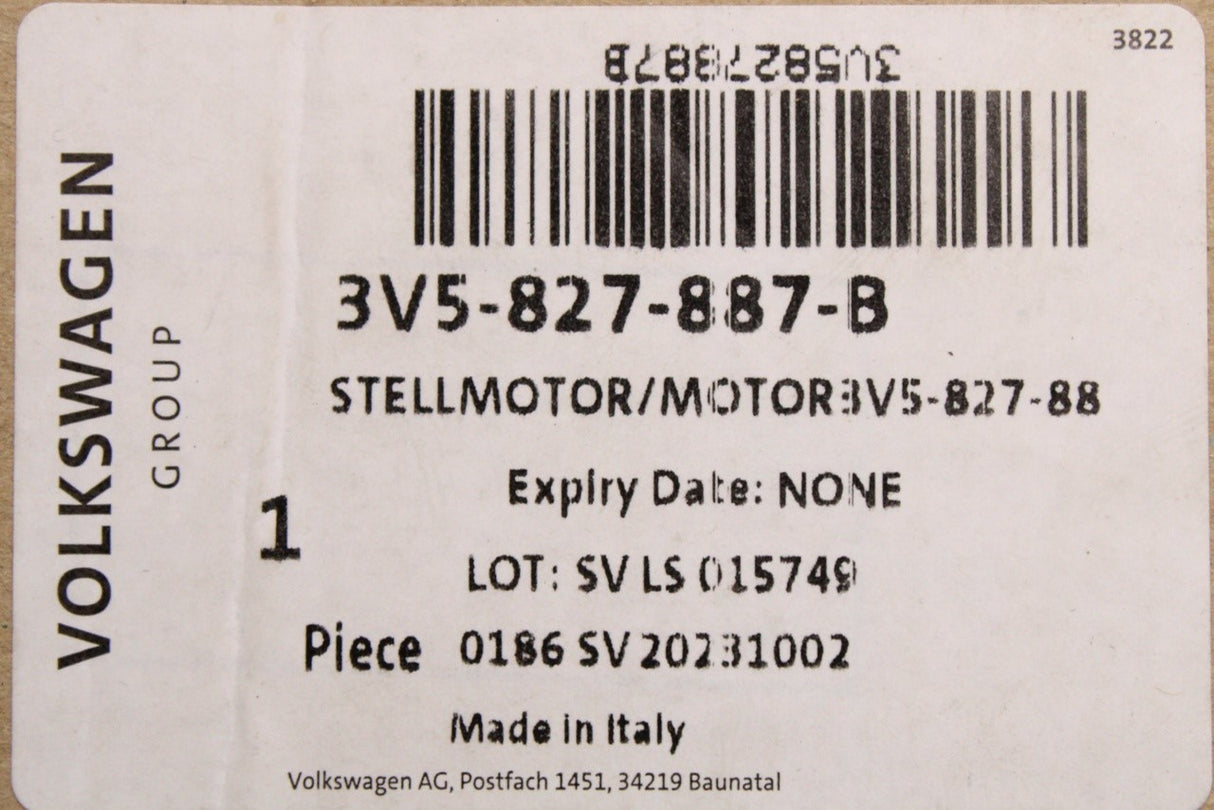 3822
3V5827887B
VOLKSWAGEN
GROUP
3V5-827-887-B
STELLMOTOR/MOTOR3V5-827-88
Expiry Date: NONE
1
LOT: SV LS 015749
Piece 0186 SV 20231002
Made in Italy
Volkswagen AG, Postfach 1451, 34219 Baunatal